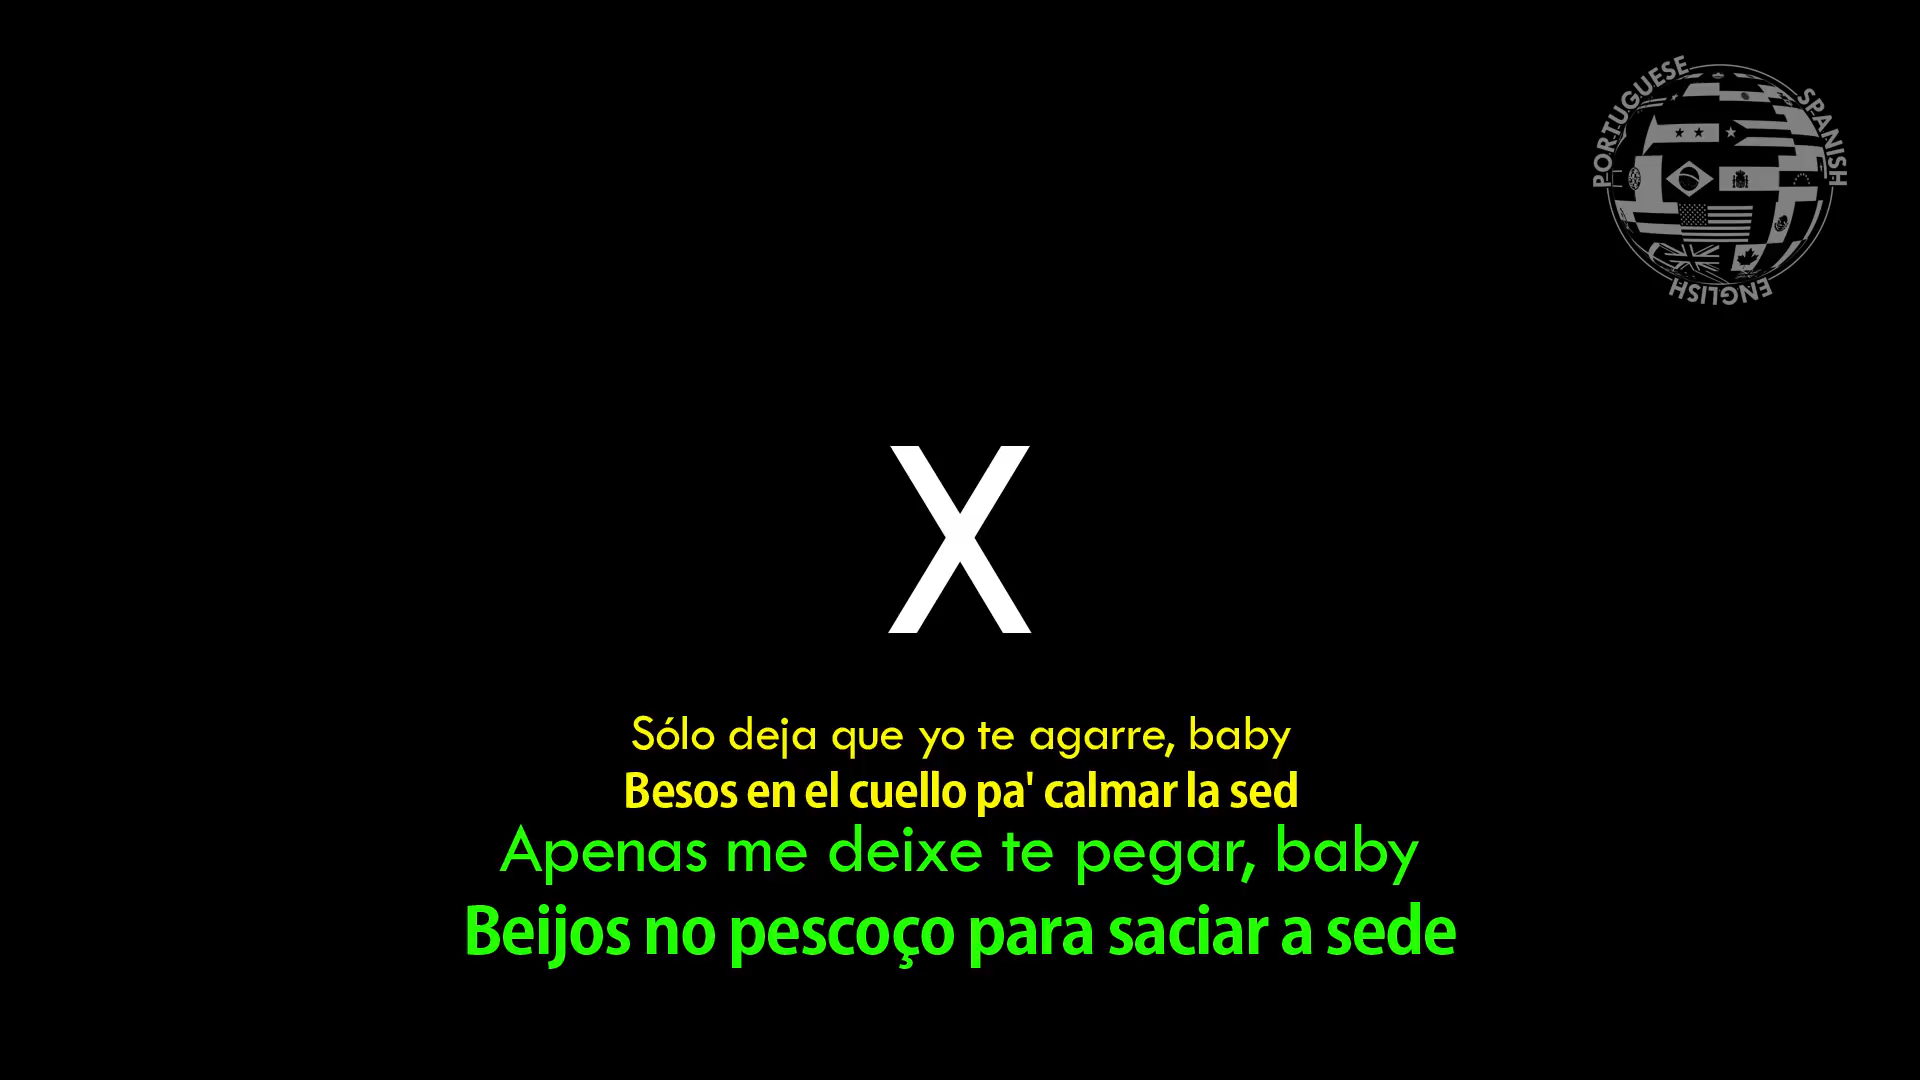 PORTUGUESE
SPANISH
ENGLISH
X
Sólo deja que yo te agarre, baby
Besos en el cuello pa' calmar la sed
Apenas me deixe te pegar, baby
Beijos no pescoço para saciar a sede